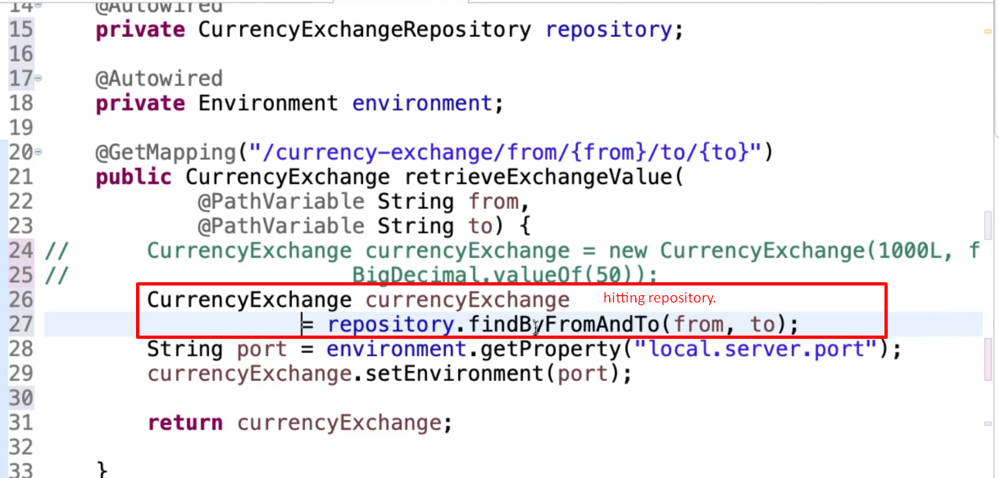 14 @Autowired
15 private CurrencyExchangeRepository repository;
16
17 @Autowired
18 private Environment environment;
19
20 @GetMapping("/currency-exchange/from/{from}/to/{to}")
21 public CurrencyExchange retrieveExchangeValue(
22 @PathVariable String from,
23 @PathVariable String to) {
24 // CurrencyExchange currencyExchange = new CurrencyExchange(1000L, f
25 // BigDecimal.valueOf(50));
26 CurrencyExchange currencyExchange hitting repository.
27 = repository.findByFromAndTo(from, to);
28 String port = environment.getProperty("local.server.port");
29 currencyExchange.setEnvironment(port);
30
31 return currencyExchange;
32
33 }